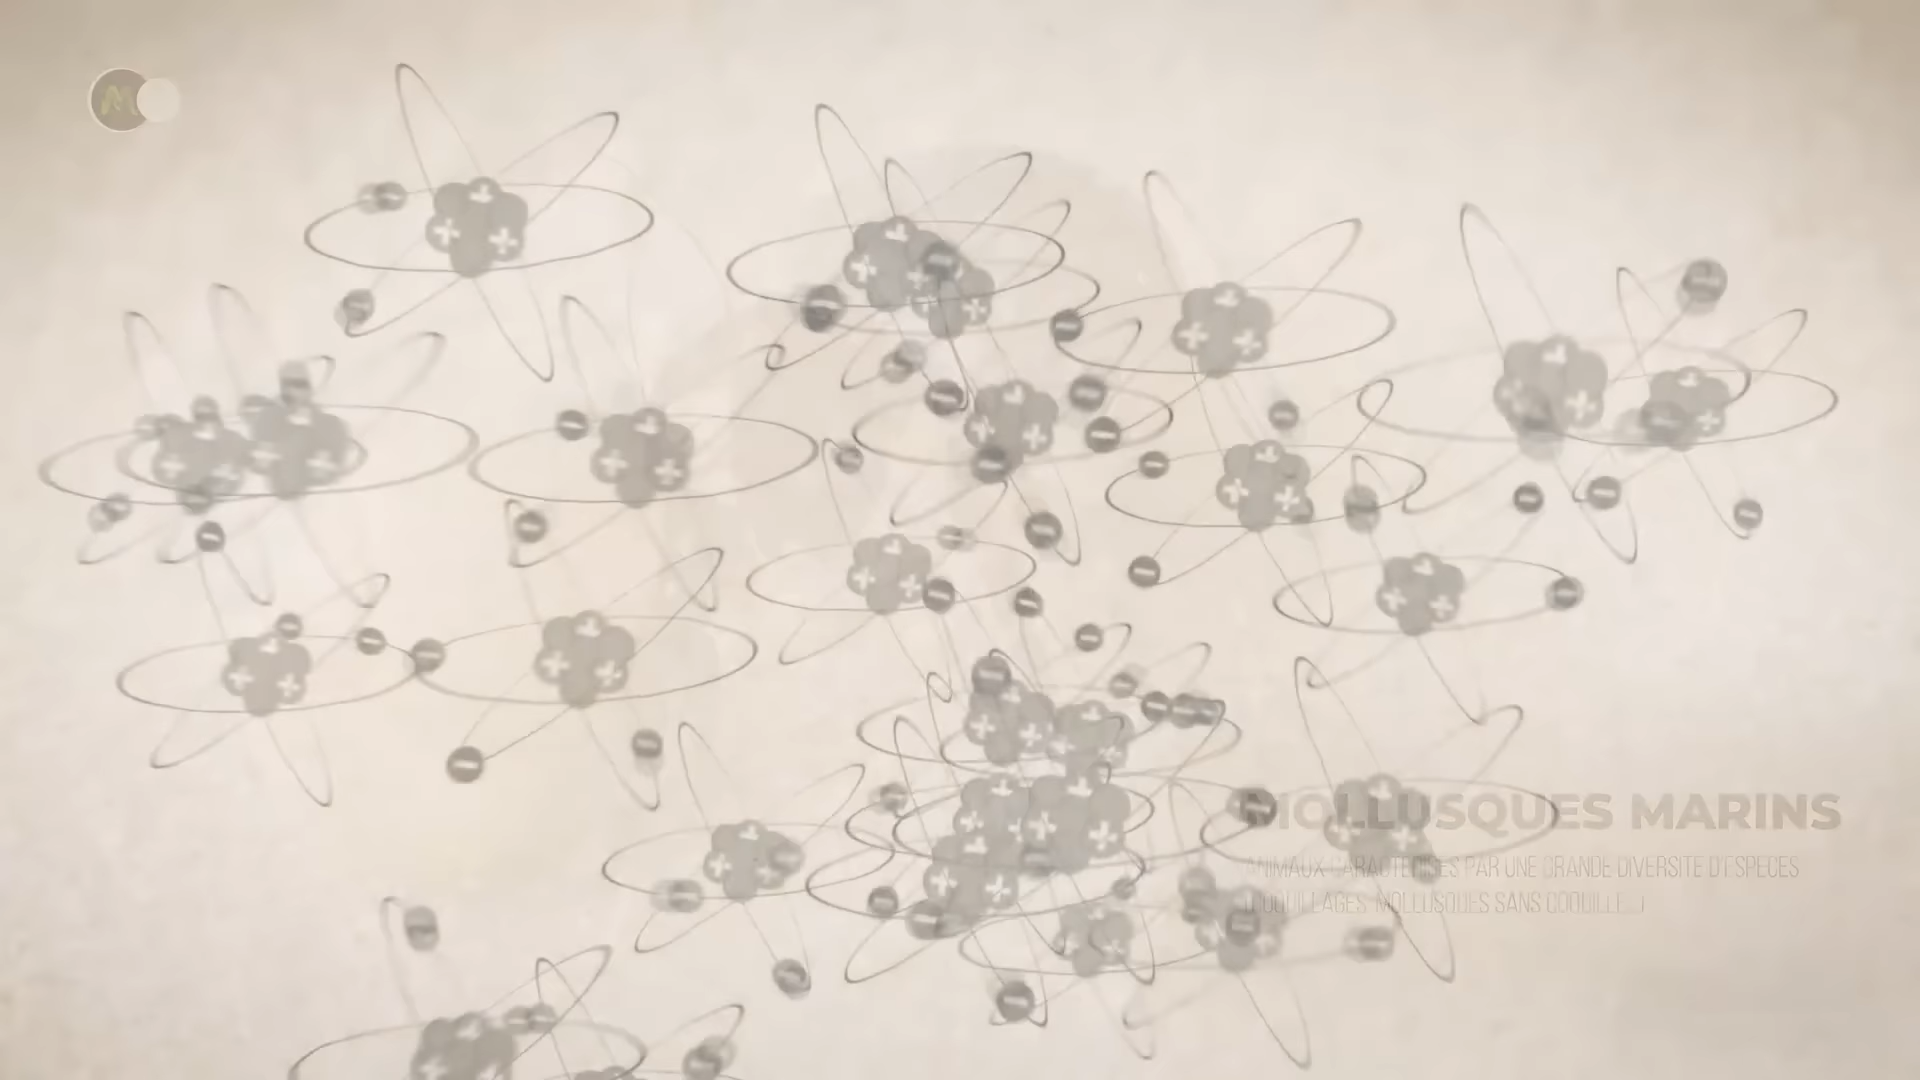 MOLLUSQUES MARINS
ANIMAUX CARACTÉRISÉS PAR UNE GRANDE DIVERSITÉ D'ESPÈCES
(COQUILLAGES, MOLLUSQUES SANS COQUILLE...)